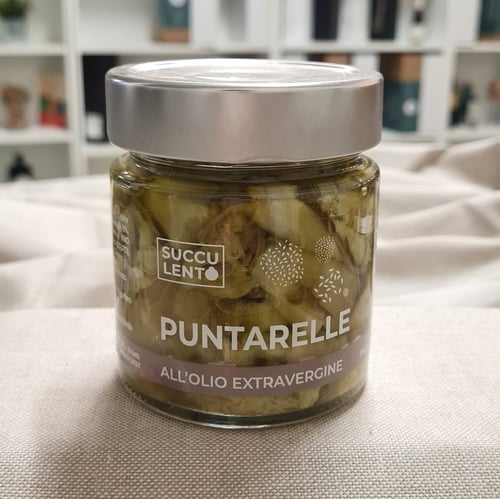 SUCCU
LENTO
PUNTARELLE
ALL'OLIO EXTRAVERGINE